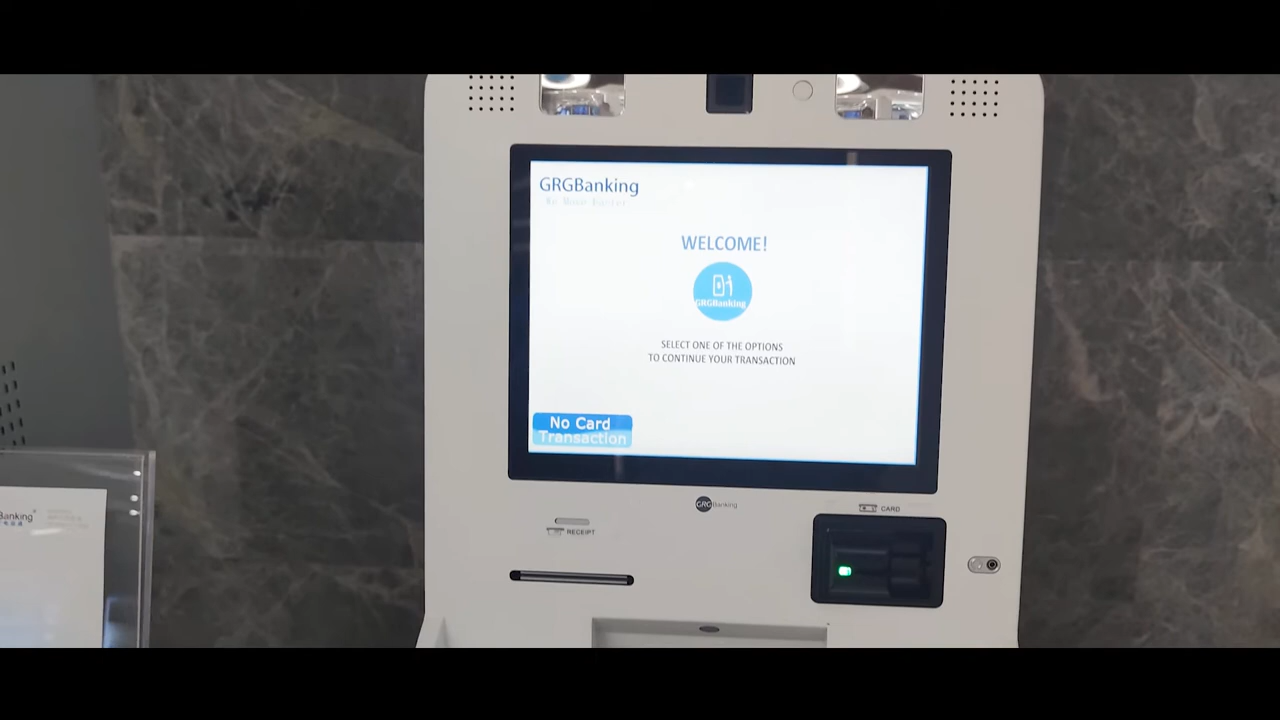 GRGBanking
WELCOME!
GRGBanking
SELECT ONE OF THE OPTIONS
TO CONTINUE YOUR TRANSACTION
No Card
Transaction
GRGBanking
CARD
RECEIPT
Banking